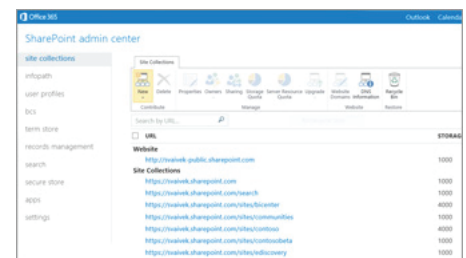 Office 365
Outlook Calenda
SharePoint admin center
site collections
infopath
user profiles
bcs
term store
records management
search
secure store
apps
settings
Site Collections
New Delete Properties Owners Sharing Storage Quota Server Resource Quota Upgrade Website Domains DNS Information Recycle Bin
Contribute Manage Website Restore
Search by URL...
URL STORAG
Website
http://svaivek-public.sharepoint.com 1000
Site Collections
https://svaivek.sharepoint.com 1000
https://svaivek.sharepoint.com/search 1000
https://svaivek.sharepoint.com/sites/bicenter 4000
https://svaivek.sharepoint.com/sites/communities 1000
https://svaivek.sharepoint.com/sites/contoso 4000
https://svaivek.sharepoint.com/sites/contosobeta 1000
https://svaivek.sharepoint.com/sites/ediscovery 1000